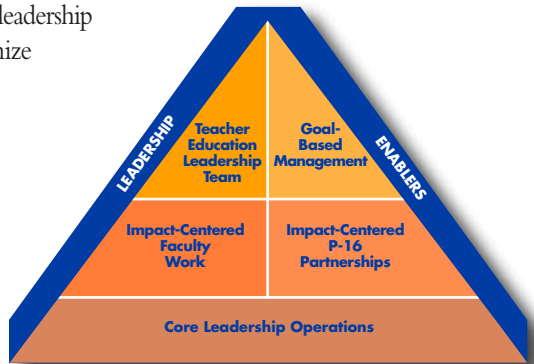 leadership
nize
LEADERSHIP
ENABLERS
Teacher
Education
Leadership
Team
Goal-
Based
Management
Impact-Centered
Faculty
Work
Impact-Centered
P-16
Partnerships
Core Leadership Operations